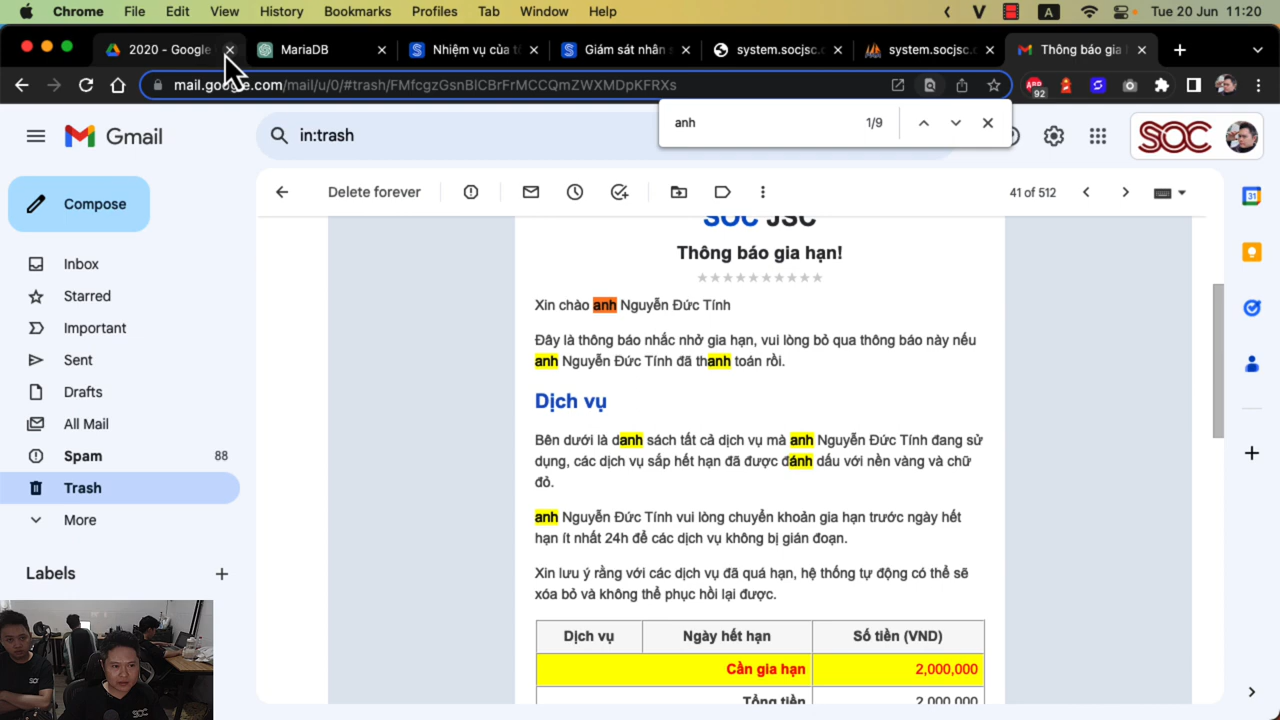 Chrome File Edit View History Bookmarks Profiles Tab Window Help A Tue 20 Jun 11:20
2020 - Google MariaDB Nhiệm vụ của t Giám sát nhân s system.socjsc. system.socjsc.c Thông báo gia
mail.google.com/mail/u/0/#trash/FMfcgzGsnBlCBrFrMCCQmZWXMDpKFRXs 92
anh 1/9
Gmail
in:trash
SOC
Compose
Delete forever
41 of 512
31
Inbox
Starred
Important
Sent
Drafts
All Mail
Spam 88
Trash
More
Labels
SOC JSC
Thông báo gia hạn!
Xin chào anh Nguyễn Đức Tính
Đây là thông báo nhắc nhở gia hạn, vui lòng bỏ qua thông báo này nếu
anh Nguyễn Đức Tính đã thanh toán rồi.
Dịch vụ
Bên dưới là danh sách tất cả dịch vụ mà anh Nguyễn Đức Tính đang sử
dụng, các dịch vụ sắp hết hạn đã được đánh dấu với nền vàng và chữ
đỏ.
anh Nguyễn Đức Tính vui lòng chuyển khoản gia hạn trước ngày hết
hạn ít nhất 24h để các dịch vụ không bị gián đoạn.
Xin lưu ý rằng với các dịch vụ đã quá hạn, hệ thống tự động có thể sẽ
xóa bỏ và không thể phục hồi lại được.
Dịch vụ Ngày hết hạn Số tiền (VND)
Cần gia hạn 2,000,000
Tổng tiền 2,000,000
SOC